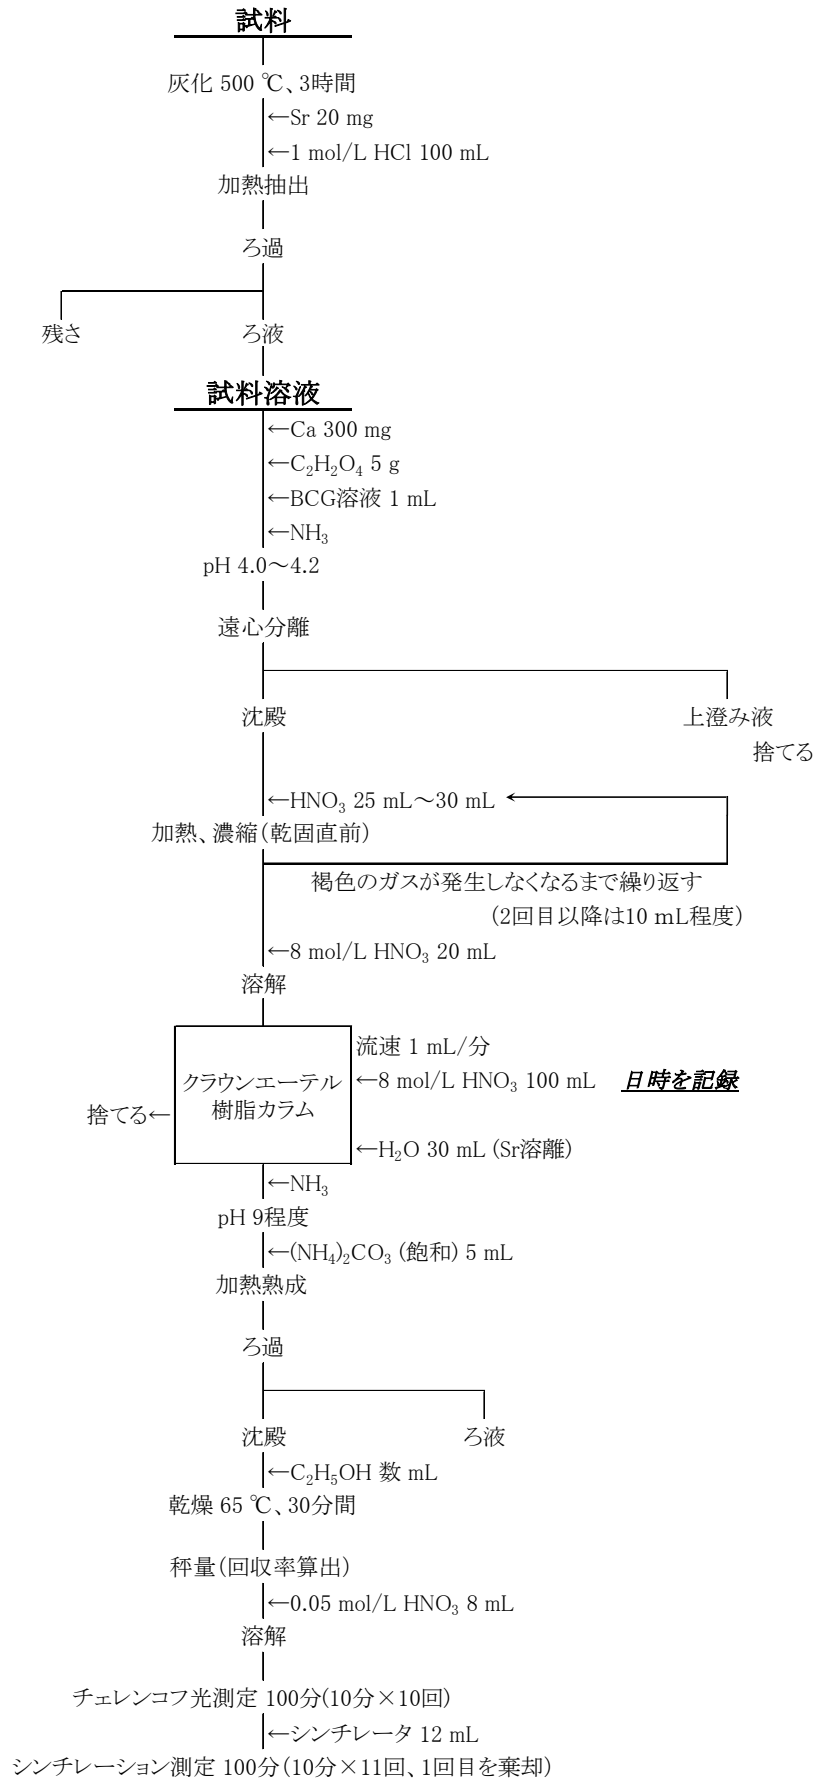 試料
灰化 500 ℃、3時間
←Sr 20 mg
←1 mol/L HCl 100 mL
加熱抽出
ろ過
残さ ろ液
試料溶液
←Ca 300 mg
←C₂H₂O₄ 5 g
←BCG溶液 1 mL
←NH₃
pH 4.0～4.2
遠心分離
沈殿 上澄み液
捨てる
←HNO₃ 25 mL～30 mL
加熱、濃縮（乾固直前）
褐色のガスが発生しなくなるまで繰り返す
（2回目以降は10 mL程度）
←8 mol/L HNO₃ 20 mL
溶解
流速 1 mL/分
クラウンエーテル ←8 mol/L HNO₃ 100 mL 日時を記録
樹脂カラム
捨てる←
←H₂O 30 mL (Sr溶離)
←NH₃
pH 9程度
←(NH₄)₂CO₃ (飽和) 5 mL
加熱熟成
ろ過
沈殿 ろ液
←C₂H₅OH 数 mL
乾燥 65 ℃、30分間
秤量（回収率算出）
←0.05 mol/L HNO₃ 8 mL
溶解
チェレンコフ光測定 100分(10分×10回)
←シンチレータ 12 mL
シンチレーション測定 100分（10分×11回、1回目を棄却）